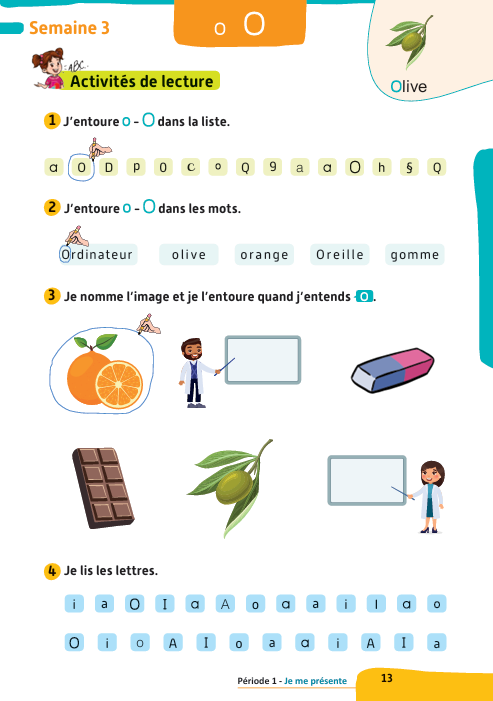 Semaine 3
o O
Olive
ABC
Activités de lecture
1 J'entoure o - O dans la liste.
a O D p O c o Q 9 a a O h § Q
2 J'entoure o - O dans les mots.
Ordinateur olive orange Oreille gomme
3 Je nomme l'image et je l'entoure quand j'entends o.
4 Je lis les lettres.
i a O I a A o a a i l a o
O i o A I o a a i A I a
Période 1 - Je me présente
13